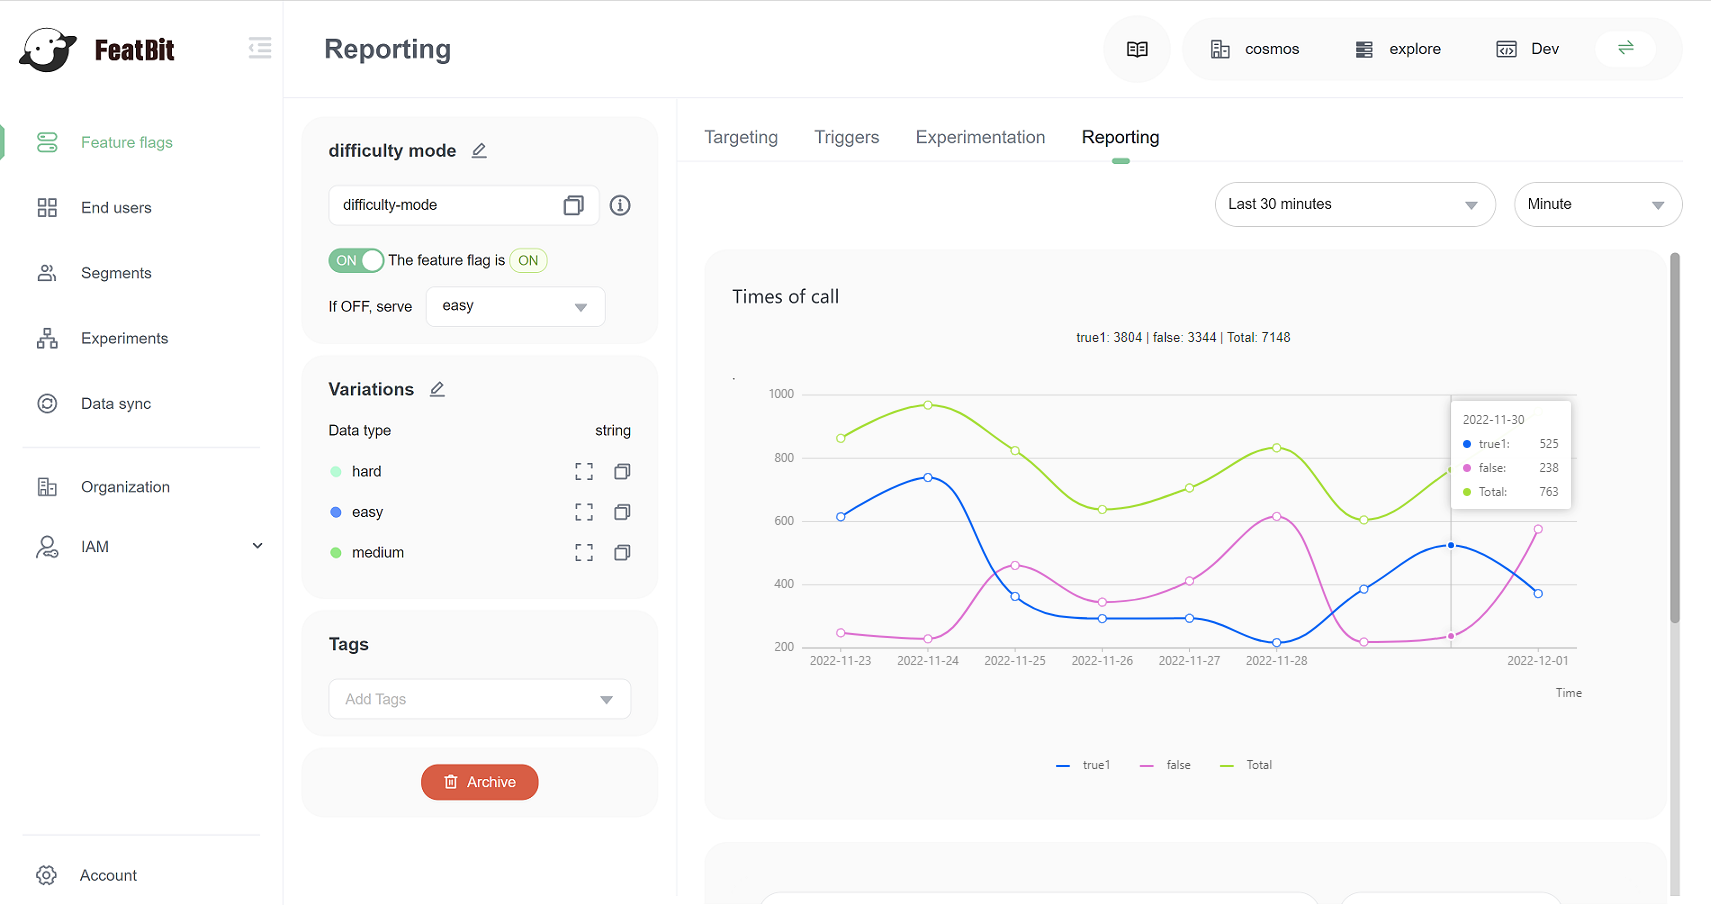 FeatBit
Reporting
cosmos
explore
Dev
Feature flags
End users
Segments
Experiments
Data sync
Organization
IAM
Account
difficulty mode
difficulty-mode
ON The feature flag is ON
If OFF, serve easy
Variations
Data type string
hard
easy
medium
Tags
Add Tags
Archive
Targeting Triggers Experimentation Reporting
Last 30 minutes Minute
Times of call
true1: 3804 | false: 3344 | Total: 7148
1000
800
600
400
200
2022-11-30
true1: 525
false: 238
Total: 763
2022-11-23 2022-11-24 2022-11-25 2022-11-26 2022-11-27 2022-11-28 2022-12-01
Time
true1 false Total